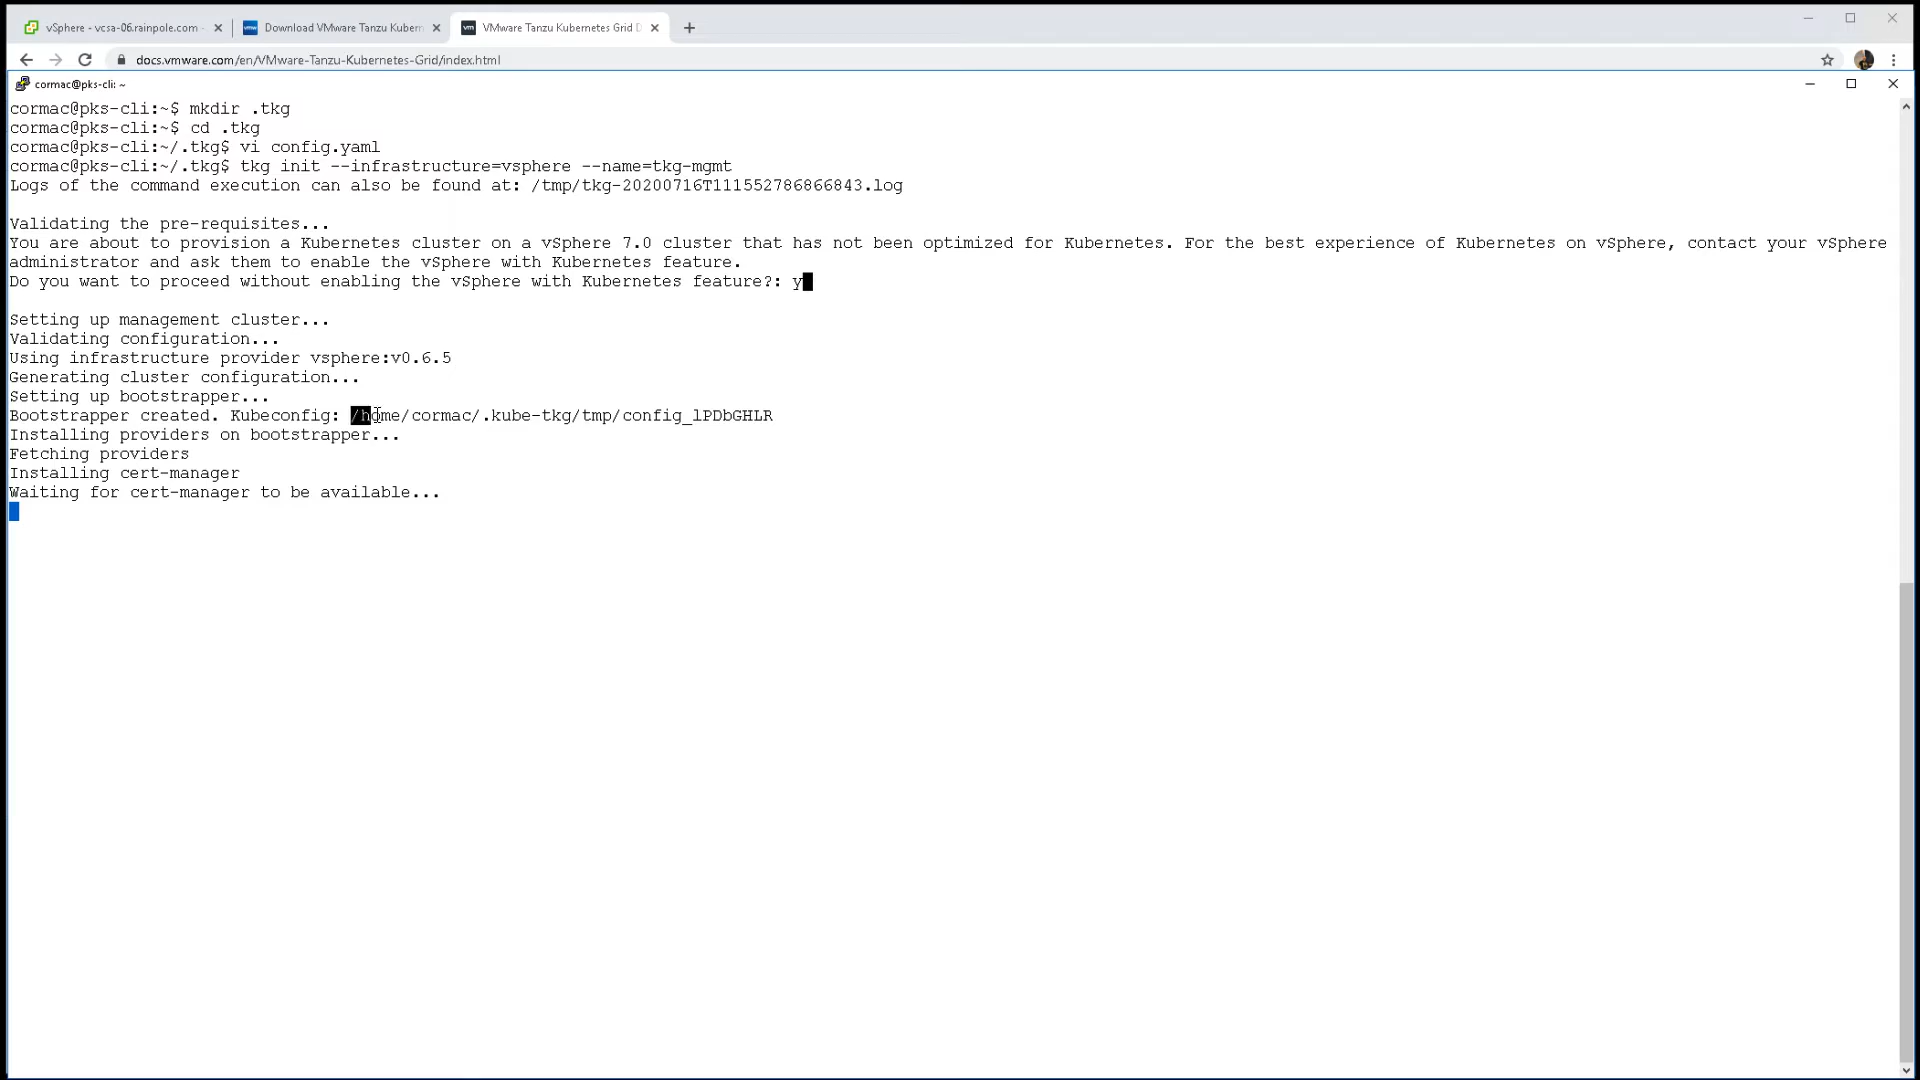 vSphere - vcsa-06.rainpole.com -
Download VMware Tanzu Kubern
VMware Tanzu Kubernetes Grid D
docs.vmware.com/en/VMware-Tanzu-Kubernetes-Grid/index.html
cormac@pks-cli: ~
cormac@pks-cli:~$ mkdir .tkg
cormac@pks-cli:~$ cd .tkg
cormac@pks-cli:~/.tkg$ vi config.yaml
cormac@pks-cli:~/.tkg$ tkg init --infrastructure=vsphere --name=tkg-mgmt
Logs of the command execution can also be found at: /tmp/tkg-20200716T111552786866843.log
Validating the pre-requisites...
You are about to provision a Kubernetes cluster on a vSphere 7.0 cluster that has not been optimized for Kubernetes. For the best experience of Kubernetes on vSphere, contact your vSphere
administrator and ask them to enable the vSphere with Kubernetes feature.
Do you want to proceed without enabling the vSphere with Kubernetes feature?: y
Setting up management cluster...
Validating configuration...
Using infrastructure provider vsphere:v0.6.5
Generating cluster configuration...
Setting up bootstrapper...
Bootstrapper created. Kubeconfig: /home/cormac/.kube-tkg/tmp/config_lPDbGHLR
Installing providers on bootstrapper...
Fetching providers
Installing cert-manager
Waiting for cert-manager to be available...